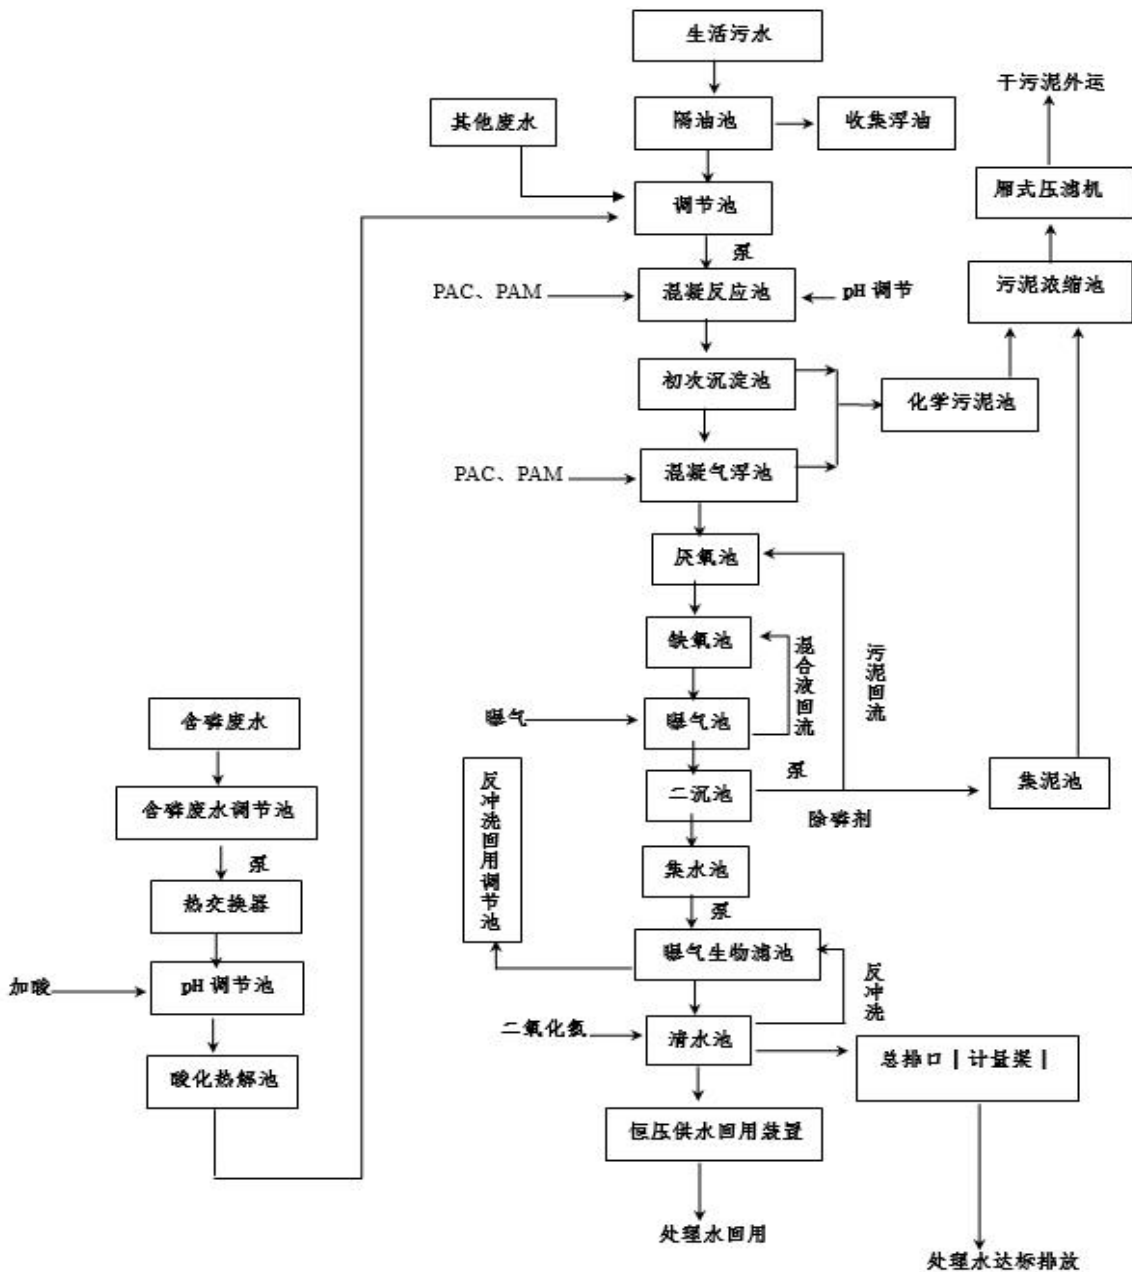 生活污水
干污泥外运
其他废水
隔油池
收集浮油
厢式压滤机
调节池
泵
污泥浓缩池
PAC、PAM
混凝反应池
pH 调节
初次沉淀池
化学污泥池
PAC、PAM
混凝气浮池
厌氧池
缺氧池
混合液回流
污泥回流
含磷废水
曝气
曝气池
反冲洗回用调节池
二沉池
泵
集泥池
除磷剂
含磷废水调节池
泵
集水池
泵
热交换器
曝气生物滤池
反冲洗
加酸
pH 调节池
二氧化氯
清水池
总排口|计量渠|
酸化热解池
恒压供水回用装置
处理水回用
处理水达标排放